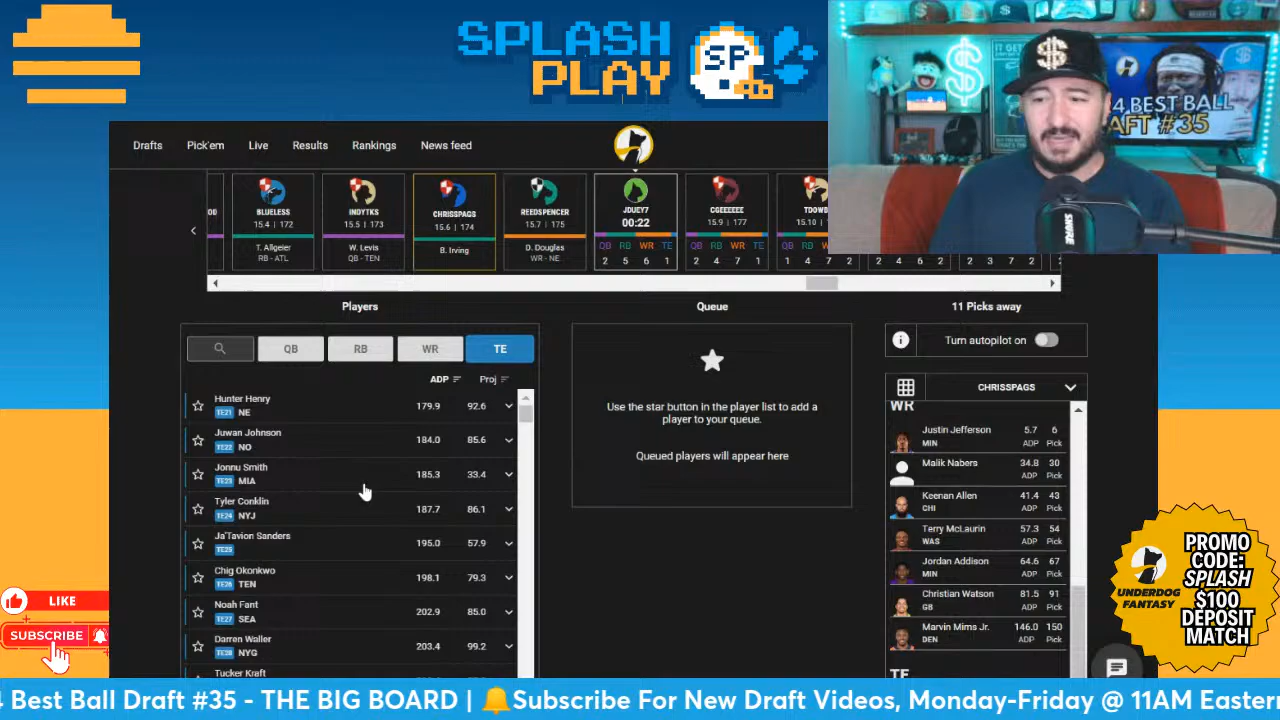 SPLASH
PLAY
SP
4 BEST BALL
AFT #35
IT GET
Drafts
Pick'em
Live
Results
Rankings
News feed
OD
BLUELESS
15.4 | 172
T. Allgeier
RB - ATL
INDYTKS
15.5 | 173
W. Levis
QB - TEN
CHRISSPAGS
15.6 | 174
B. Irving
REEDSPENCER
15.7 | 175
D. Douglas
WR - NE
JDUEY7
00:22
QB RB WR TE
2 5 6 1
CGEEEEEE
15.9 | 177
QB RB WR TE
2 4 7 1
TDOWB
15.10 |
QB RB WR
1 4 7 2
2 4 6 2
2 3 7 2
Players
Queue
11 Picks away
QB
RB
WR
TE
Turn autopilot on
ADP
Proj
CHRISSPAGS
Hunter Henry
TE21 NE
179.9 92.6
Juwan Johnson
TE22 NO
184.0 85.6
Jonnu Smith
TE23 MIA
185.3 33.4
Tyler Conklin
TE24 NYJ
187.7 86.1
Ja'Tavion Sanders
TE25
195.0 57.9
Chig Okonkwo
TE26 TEN
198.1 79.3
Noah Fant
TE27 SEA
202.9 85.0
Darren Waller
TE28 NYG
203.4 99.2
Tucker Kraft
Use the star button in the player list to add a
player to your queue.
Queued players will appear here
WR
Justin Jefferson
MIN
5.7 6
ADP Pick
Malik Nabers
34.8 30
ADP Pick
Keenan Allen
CHI
41.4 43
ADP Pick
Terry McLaurin
WAS
57.3 54
ADP Pick
Jordan Addison
MIN
64.6 67
ADP Pick
Christian Watson
GB
81.5 91
ADP Pick
Marvin Mims Jr.
DEN
146.0 150
ADP Pick
TE
SHURE
LIKE
SUBSCRIBE
UNDERDOG
FANTASY
PROMO
CODE:
SPLASH
$100
DEPOSIT
MATCH
4 Best Ball Draft #35 - THE BIG BOARD | 🔔Subscribe For New Draft Videos, Monday-Friday @ 11AM Eastern